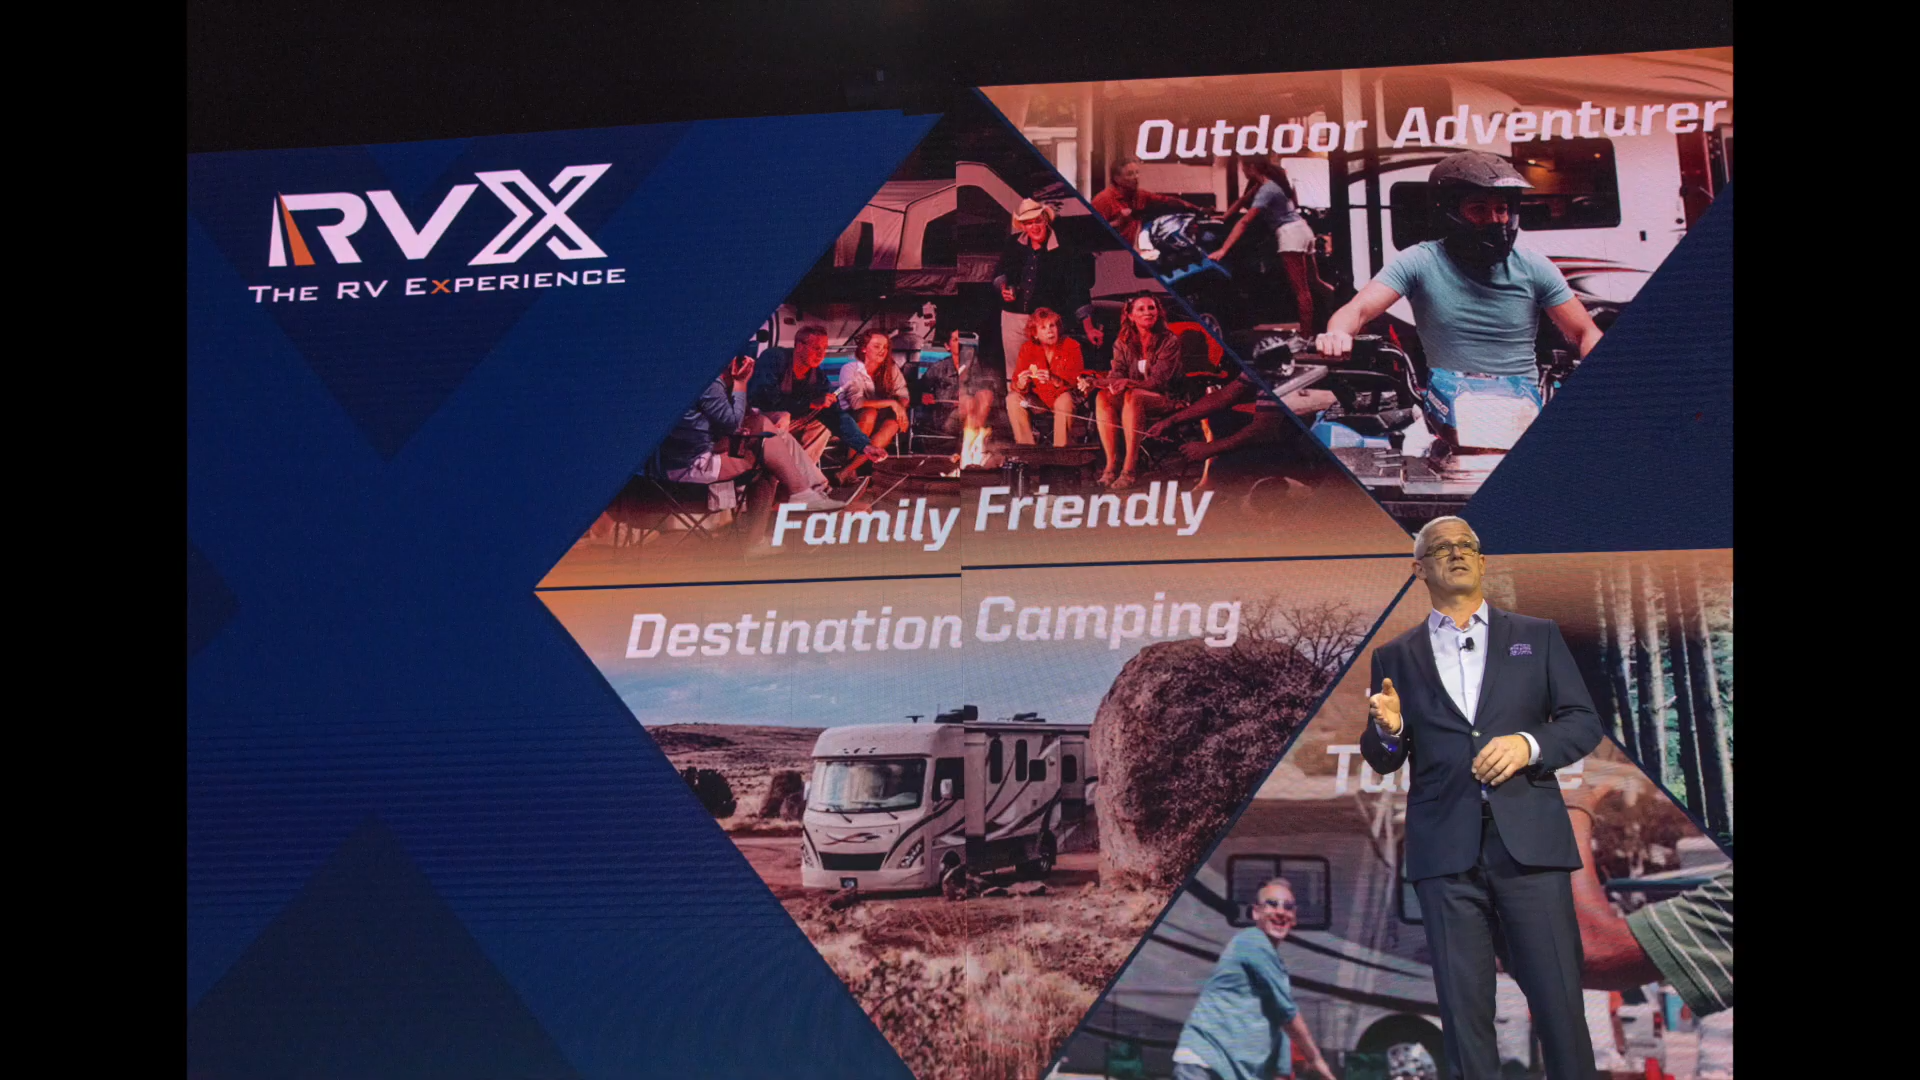 RVX
THE RV EXPERIENCE
Outdoor Adventurer
Family Friendly
Destination Camping